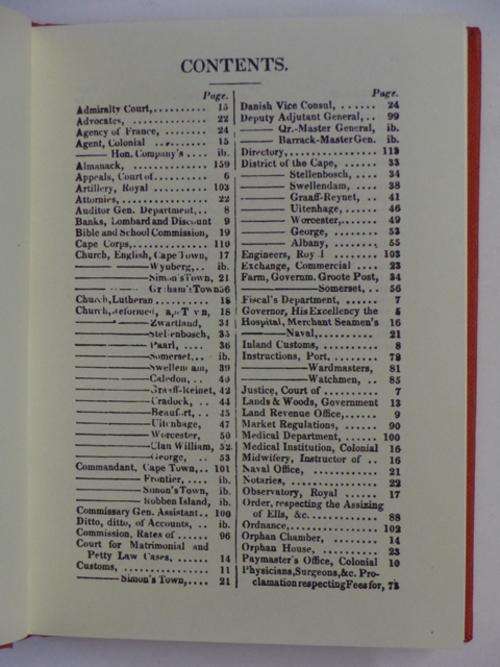 CONTENTS.
Page.
Admiralty Court,.......... 15
Advocates, ............... 22
Agency of France, ........ 24
Agent, Colonial .......... 15
—— Hon. Company's .... ib.
Almanack, ................ 159
Appeals, Court of......... 6
Artillery, Royal ......... 103
Attornies, ............... 22
Auditor Gen. Department,.. 8
Banks, Lombard and Discount 9
Bible and School Commission, 19
Cape Corps,............... 110
Church, English, Cape Town, 17
—— —— Wynberg,.. ib.
—— —— Simon's Town, 21
—— —— Graham's Town 56
Church, Lutheran ......... 18
Church, Reformed, Cape Town, 18
—— Zwartland, 31
—— Stellenbosch, 35
—— Paarl, .... 36
—— Somerset,.. ib.
—— Swellendam, 39
—— Caledon, .. 40
—— Graaff-Reinet, 42
—— Cradock, .. 44
—— Beaufort, .. 45
—— Uitenhage, 47
—— Worcester, 50
—— Clan William, 52.
—— George, 53
Commandant, Cape Town,.. 101
—— Frontier, ... ib.
—— Simon's Town, ib.
—— Robben Island, ib.
Commissary Gen. Assistant.. 100
Ditto, ditto, of Accounts, .. ib.
Commission, Rates of ..... 96
Court for Matrimonial and
Petty Law Cases, ...... 14
Customs, ................. 11
—— Simon's Town,.... 21
Page.
Danish Vice Consul, ...... 24
Deputy Adjutant General, .. 99
—— Qr.-Master General, ib.
—— Barrack-Master Gen. ib.
Directory,................ 113
District of the Cape, .... 33
—— Stellenbosch, .. 34
—— Swellendam, .... 38
—— Graaff-Reynet, .. 41
—— Uitenhage, ..... 46
—— Worcester,...... 49
—— George, ........ 53
—— Albany, ........ 55
Engineers, Royal ......... 103
Exchange, Commercial .... 23
Farm, Governm. Groote Post, 34
—— Somerset, .. 56
Fiscal's Department, ..... 7
Governor, His Excellency the 5
Hospital, Merchant Seamen's 16
—— Naval,.......... 21
Inland Customs, .......... 8
Instructions, Port,....... 79
—— Wardmasters, 81
—— Watchmen, .. 85
Justice, Court of ........ 7
Lands & Woods, Government 13
Land Revenue Office,...... 9
Market Regulations, ...... 90
Medical Department, ..... 100
Medical Institution, Colonial 16
Midwifery, Instructor of .. 16
Naval Office, ............ 21
Notaries, ................ 22
Observatory, Royal ....... 17
Order, respecting the Assizing
of Ells, &c............ 88
Ordnance,................. 102
Orphan Chamber, .......... 14
Orphan House, ............ 23
Paymaster's Office, Colonial 10
Physicians, Surgeons, &c. Pro-
clamation respecting Fees for, 73